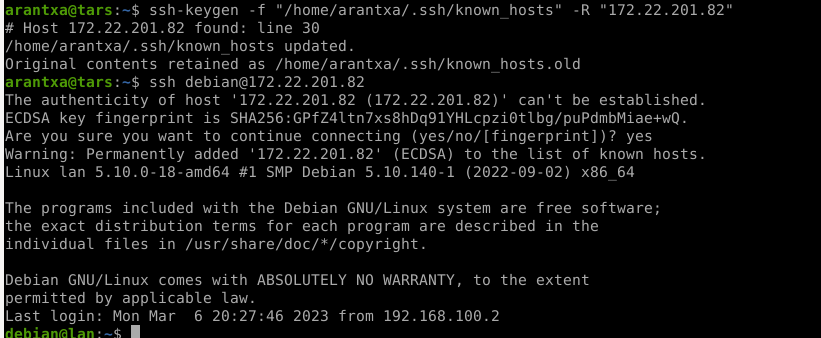 arantxa@tars:~$ ssh-keygen -f "/home/arantxa/.ssh/known_hosts" -R "172.22.201.82"
# Host 172.22.201.82 found: line 30
/home/arantxa/.ssh/known_hosts updated.
Original contents retained as /home/arantxa/.ssh/known_hosts.old
arantxa@tars:~$ ssh debian@172.22.201.82
The authenticity of host '172.22.201.82 (172.22.201.82)' can't be established.
ECDSA key fingerprint is SHA256:GPfZ4ltn7xs8hDq91YHLcpzi0tlbg/puPdmbMiae+wQ.
Are you sure you want to continue connecting (yes/no/[fingerprint])? yes
Warning: Permanently added '172.22.201.82' (ECDSA) to the list of known hosts.
Linux lan 5.10.0-18-amd64 #1 SMP Debian 5.10.140-1 (2022-09-02) x86_64

The programs included with the Debian GNU/Linux system are free software;
the exact distribution terms for each program are described in the
individual files in /usr/share/doc/*/copyright.

Debian GNU/Linux comes with ABSOLUTELY NO WARRANTY, to the extent
permitted by applicable law.
Last login: Mon Mar  6 20:27:46 2023 from 192.168.100.2
debian@lan:~$